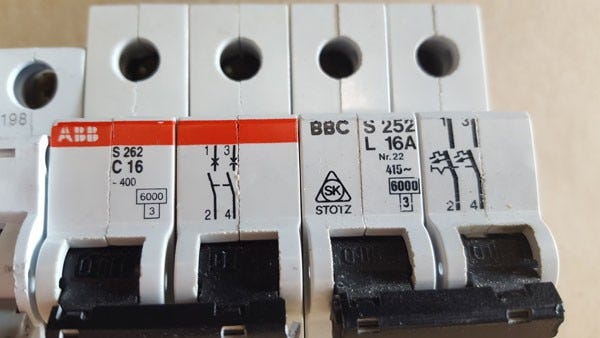 198
ABB
S 262
C 16
~ 400
6000
3
1 3
2 4
BBC
S 252
L 16A
Nr. 22
415~
6000
3
SK
STOTZ
1 3
2 4